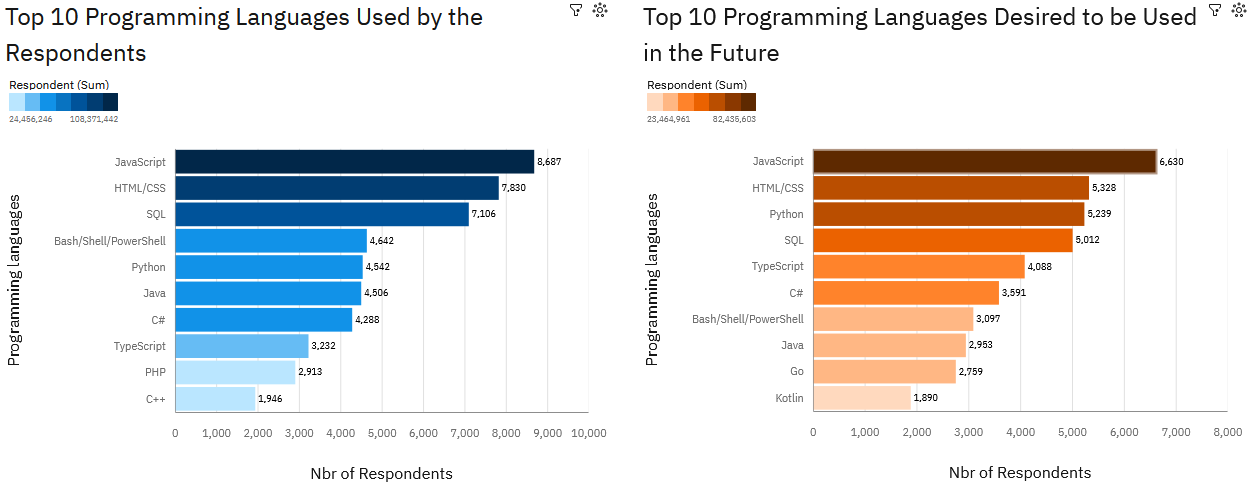 Top 10 Programming Languages Used by the
Respondents
Respondent (Sum)
24,456,246 108,371,442
Programming languages
JavaScript 8,687
HTML/CSS 7,830
SQL 7,106
Bash/Shell/PowerShell 4,642
Python 4,542
Java 4,506
C# 4,288
TypeScript 3,232
PHP 2,913
C++ 1,946
0 1,000 2,000 3,000 4,000 5,000 6,000 7,000 8,000 9,000 10,000
Nbr of Respondents
Top 10 Programming Languages Desired to be Used
in the Future
Respondent (Sum)
23,464,961 82,435,603
Programming languages
JavaScript 6,630
HTML/CSS 5,328
Python 5,239
SQL 5,012
TypeScript 4,088
C# 3,591
Bash/Shell/PowerShell 3,097
Java 2,953
Go 2,759
Kotlin 1,890
0 1,000 2,000 3,000 4,000 5,000 6,000 7,000 8,000
Nbr of Respondents